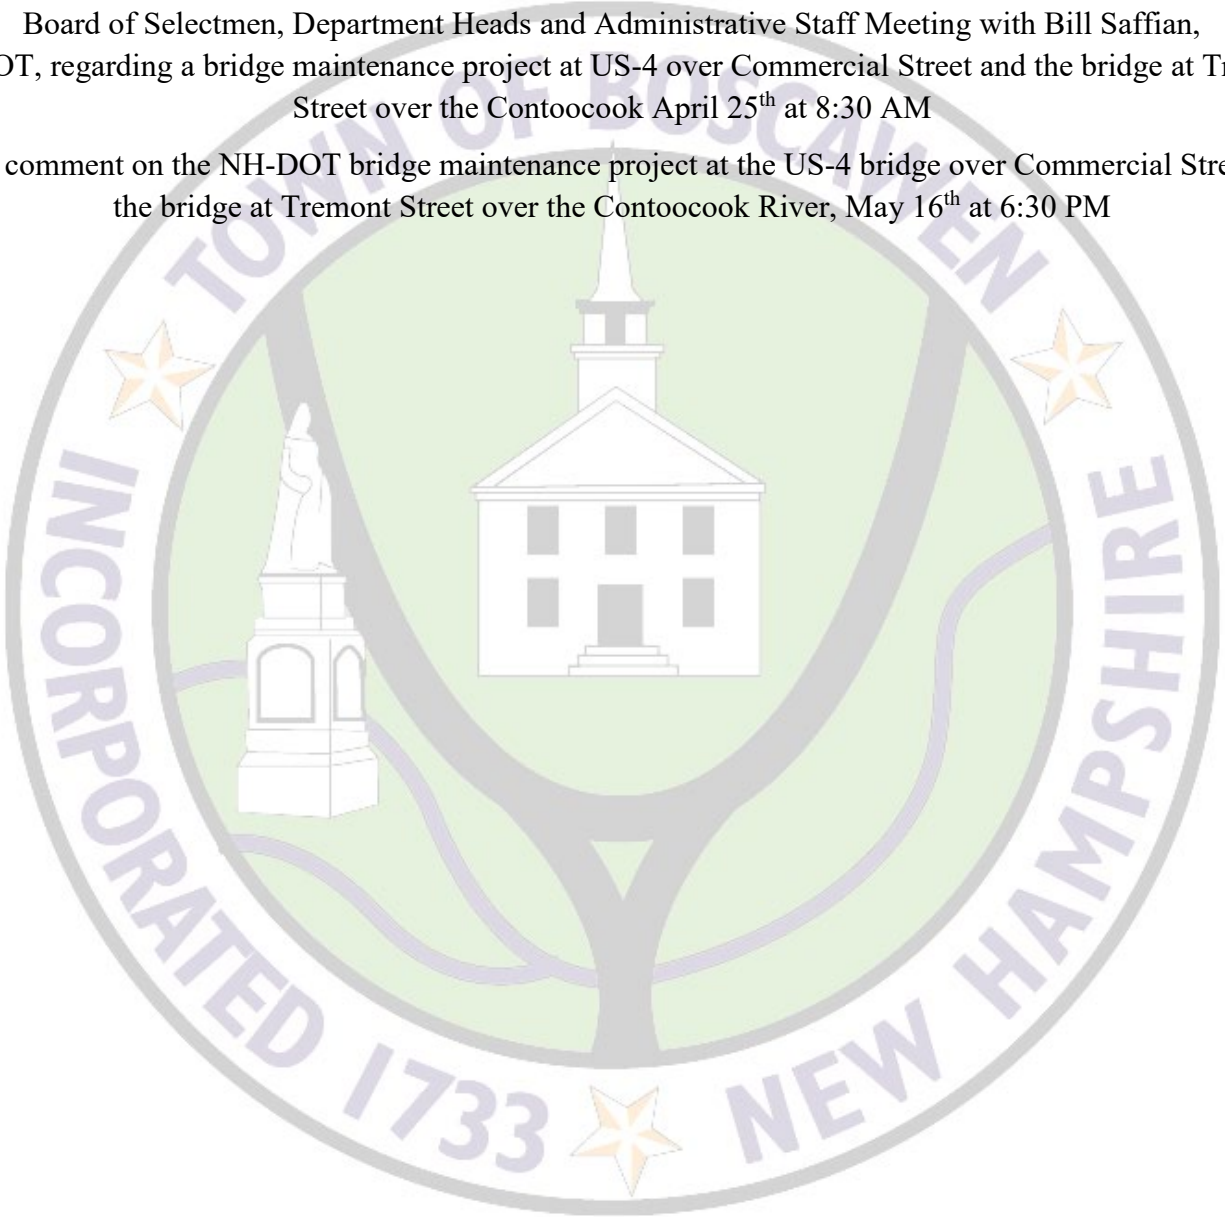 Board of Selectmen, Department Heads and Administrative Staff Meeting with Bill Saffian,
OT, regarding a bridge maintenance project at US-4 over Commercial Street and the bridge at Tr
Street over the Contoocook April 25th at 8:30 AM
comment on the NH-DOT bridge maintenance project at the US-4 bridge over Commercial Stre
the bridge at Tremont Street over the Contoocook River, May 16th at 6:30 PM
TOWN OF BOSCAWEN
INCORPORATED 1733
NEW HAMPSHIRE